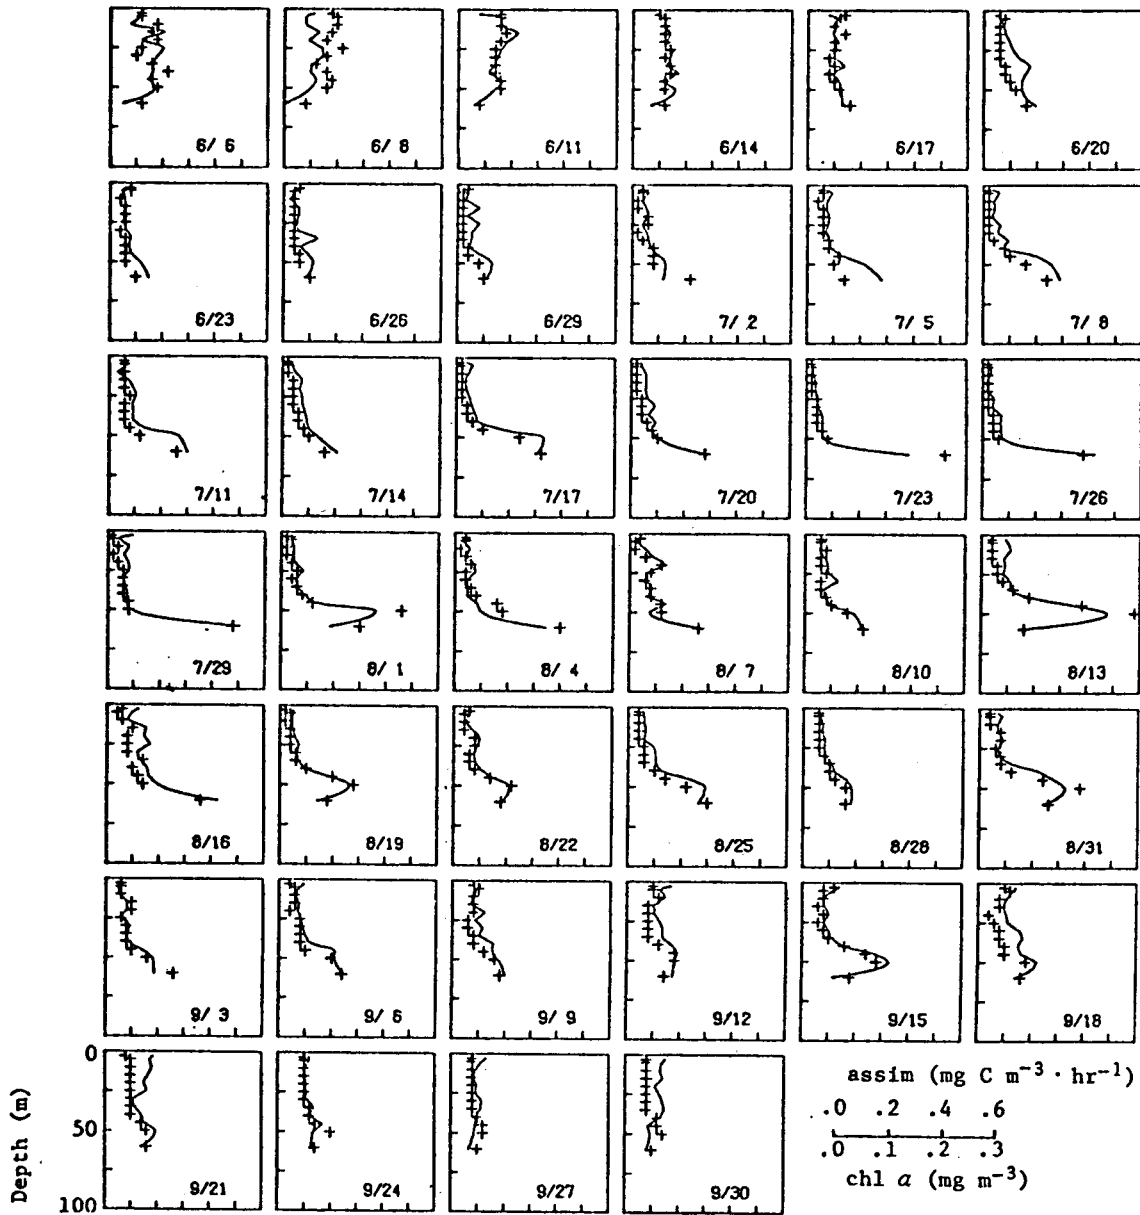 6/ 6 6/ 8 6/11 6/14 6/17 6/20
6/23 6/26 6/29 7/ 2 7/ 5 7/ 8
7/11 7/14 7/17 7/20 7/23 7/26
7/29 8/ 1 8/ 4 8/ 7 8/10 8/13
8/16 8/19 8/22 8/25 8/28 8/31
9/ 3 9/ 6 9/ 9 9/12 9/15 9/18
0
50
100
Depth (m)
9/21 9/24 9/27 9/30
assim (mg C m⁻³ · hr⁻¹)
.0 .2 .4 .6
.0 .1 .2 .3
chl a (mg m⁻³)